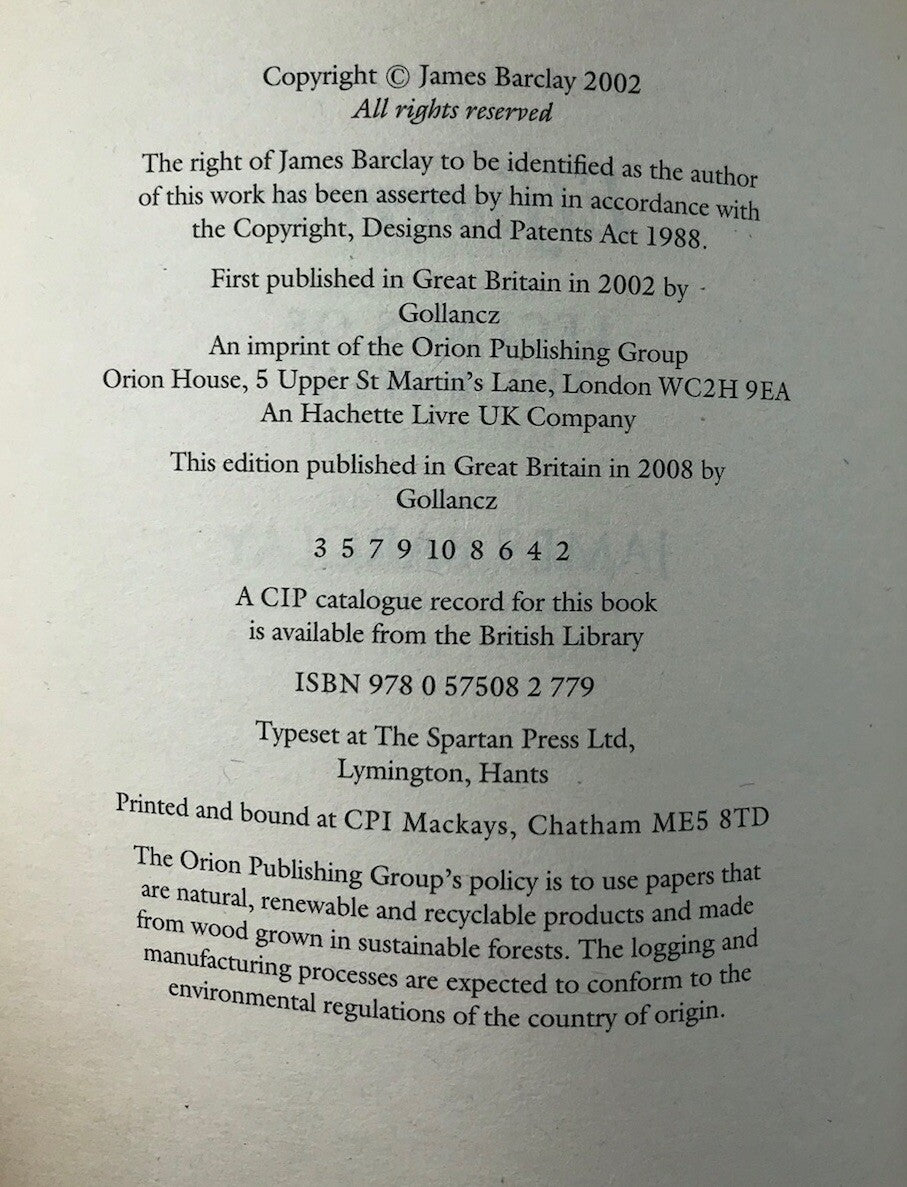 Copyright © James Barclay 2002
All rights reserved
The right of James Barclay to be identified as the author
of this work has been asserted by him in accordance with
the Copyright, Designs and Patents Act 1988.
First published in Great Britain in 2002 by
Gollancz
An imprint of the Orion Publishing Group
Orion House, 5 Upper St Martin's Lane, London WC2H 9EA
An Hachette Livre UK Company
This edition published in Great Britain in 2008 by
Gollancz
3 5 7 9 10 8 6 4 2
A CIP catalogue record for this book
is available from the British Library
ISBN 978 0 57508 2 779
Typeset at The Spartan Press Ltd,
Lymington, Hants
Printed and bound at CPI Mackays, Chatham ME5 8TD
The Orion Publishing Group's policy is to use papers that
are natural, renewable and recyclable products and made
from wood grown in sustainable forests. The logging and
manufacturing processes are expected to conform to the
environmental regulations of the country of origin.